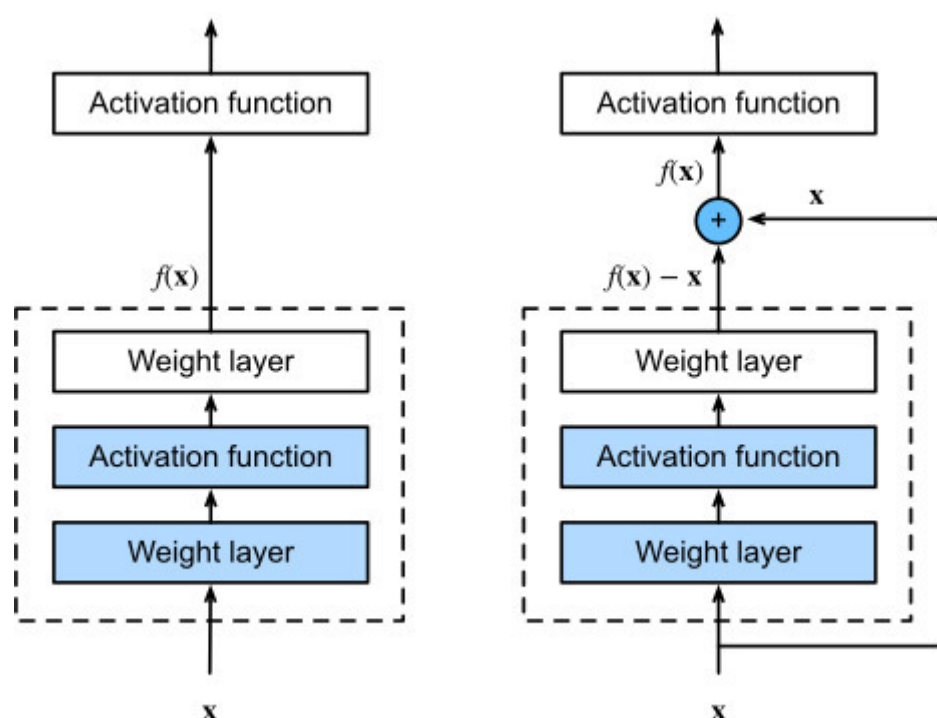 Activation function
f(x)
Weight layer
Activation function
Weight layer
x
Activation function
f(x)
x
+
f(x) − x
Weight layer
Activation function
Weight layer
x